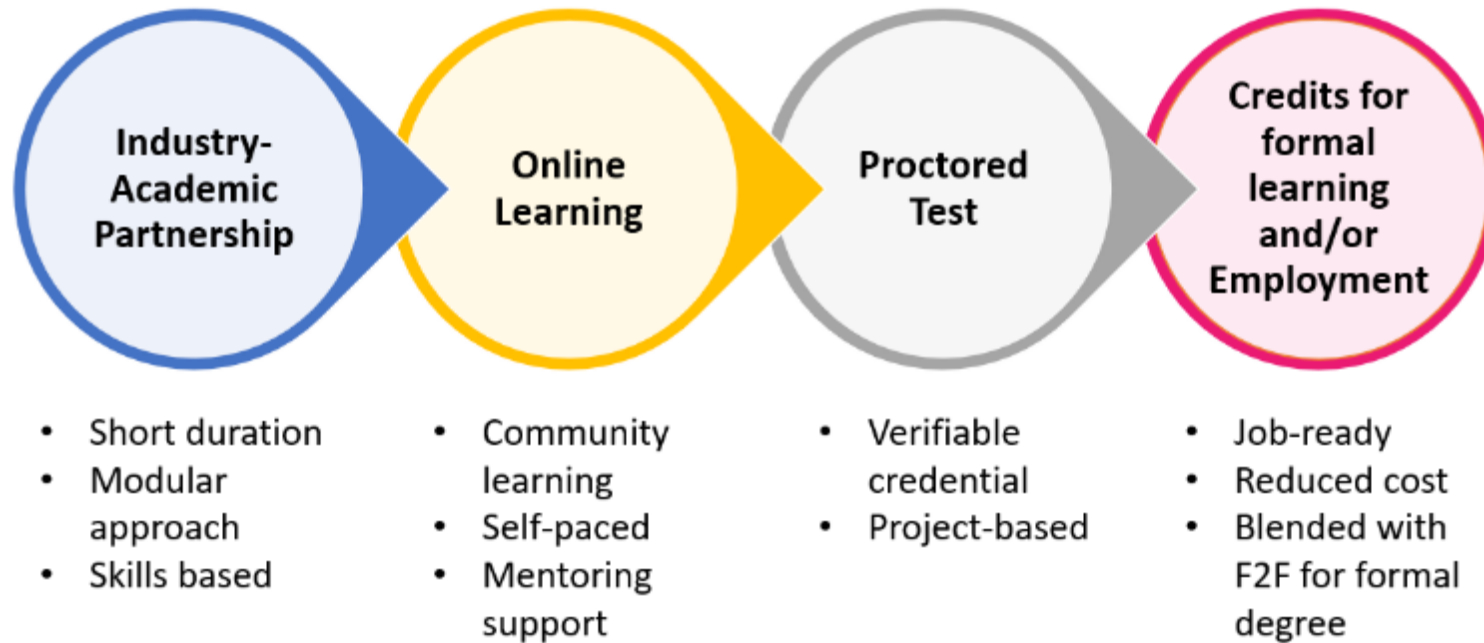 Industry-
Academic
Partnership
Online
Learning
Proctored
Test
Credits for
formal
learning
and/or
Employment
• Short duration
• Modular
approach
• Skills based
• Community
learning
• Self-paced
• Mentoring
support
• Verifiable
credential
• Project-based
• Job-ready
• Reduced cost
• Blended with
F2F for formal
degree